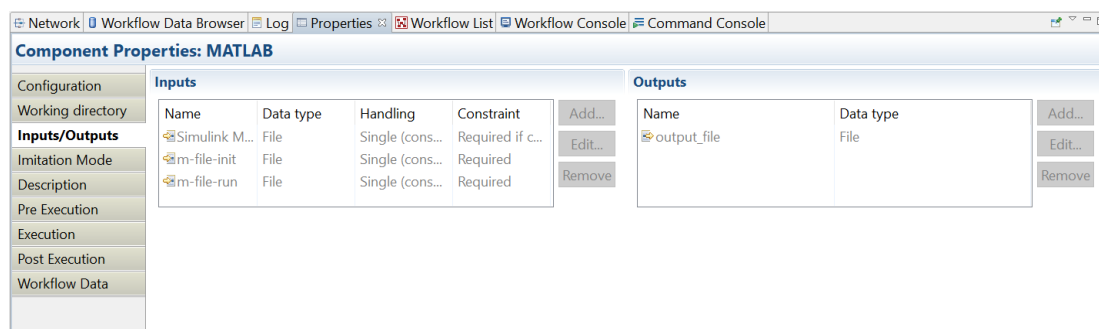 Network Workflow Data Browser Log Properties Workflow List Workflow Console Command Console
Component Properties: MATLAB
Configuration
Working directory
Inputs/Outputs
Imitation Mode
Description
Pre Execution
Execution
Post Execution
Workflow Data
Inputs
Name Data type Handling Constraint
Simulink M... File Single (cons... Required if c...
m-file-init File Single (cons... Required
m-file-run File Single (cons... Required
Add...
Edit...
Remove
Outputs
Name Data type
output_file File
Add...
Edit...
Remove